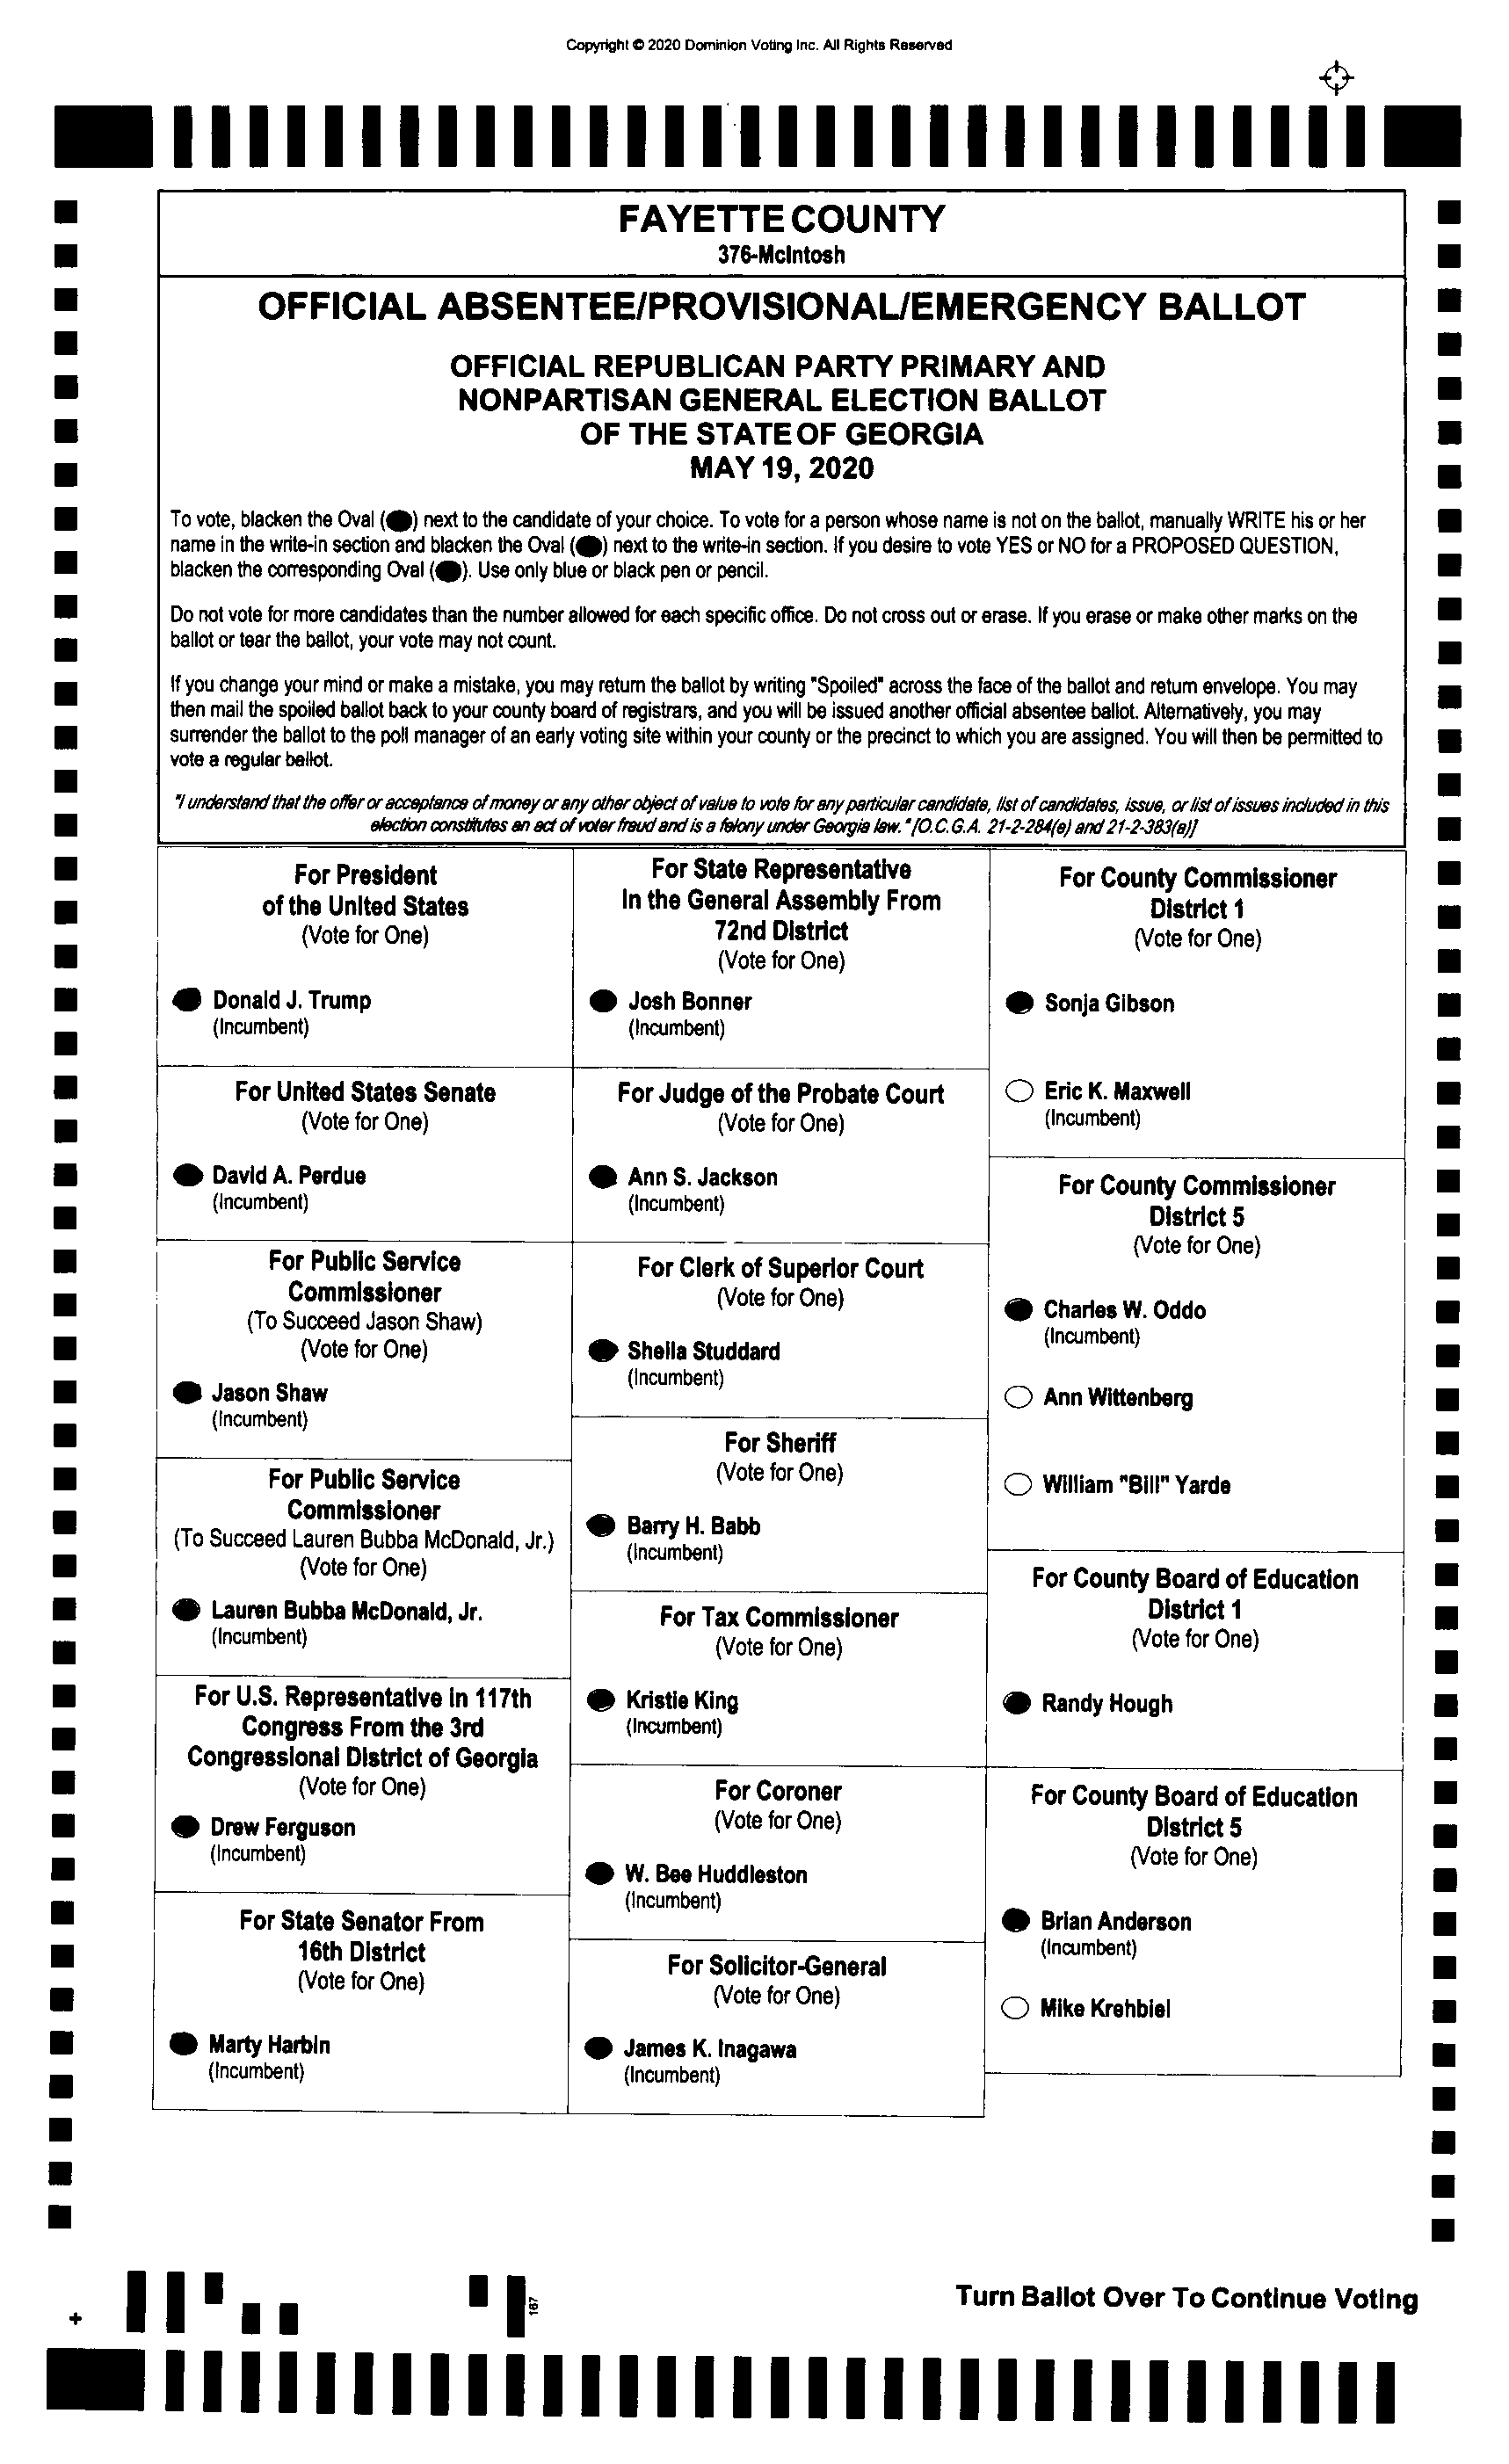 Copyright © 2020 Dominion Voting Inc. All Rights Reserved
FAYETTE COUNTY
376-McIntosh
OFFICIAL ABSENTEE/PROVISIONAL/EMERGENCY BALLOT
OFFICIAL REPUBLICAN PARTY PRIMARY AND
NONPARTISAN GENERAL ELECTION BALLOT
OF THE STATE OF GEORGIA
MAY 19, 2020
To vote, blacken the Oval (●) next to the candidate of your choice. To vote for a person whose name is not on the ballot, manually WRITE his or her
name in the write-in section and blacken the Oval (●) next to the write-in section. If you desire to vote YES or NO for a PROPOSED QUESTION,
blacken the corresponding Oval (●). Use only blue or black pen or pencil.
Do not vote for more candidates than the number allowed for each specific office. Do not cross out or erase. If you erase or make other marks on the
ballot or tear the ballot, your vote may not count.
If you change your mind or make a mistake, you may return the ballot by writing "Spoiled" across the face of the ballot and return envelope. You may
then mail the spoiled ballot back to your county board of registrars, and you will be issued another official absentee ballot. Alternatively, you may
surrender the ballot to the poll manager of an early voting site within your county or the precinct to which you are assigned. You will then be permitted to
vote a regular ballot.
"I understand that the offer or acceptance of money or any other object of value to vote for any particular candidate, list of candidates, issue, or list of issues included in this
election constitutes an act of voter fraud and is a felony under Georgia law." [O.C.G.A. 21-2-284(e) and 21-2-383(a)]
For President
of the United States
(Vote for One)
Donald J. Trump
(Incumbent)
For United States Senate
(Vote for One)
David A. Perdue
(Incumbent)
For Public Service
Commissioner
(To Succeed Jason Shaw)
(Vote for One)
Jason Shaw
(Incumbent)
For Public Service
Commissioner
(To Succeed Lauren Bubba McDonald, Jr.)
(Vote for One)
Lauren Bubba McDonald, Jr.
(Incumbent)
For U.S. Representative in 117th
Congress From the 3rd
Congressional District of Georgia
(Vote for One)
Drew Ferguson
(Incumbent)
For State Senator From
16th District
(Vote for One)
Marty Harbin
(Incumbent)
For State Representative
In the General Assembly From
72nd District
(Vote for One)
Josh Bonner
(Incumbent)
For Judge of the Probate Court
(Vote for One)
Ann S. Jackson
(Incumbent)
For Clerk of Superior Court
(Vote for One)
Sheila Studdard
(Incumbent)
For Sheriff
(Vote for One)
Barry H. Babb
(Incumbent)
For Tax Commissioner
(Vote for One)
Kristie King
(Incumbent)
For Coroner
(Vote for One)
W. Bee Huddleston
(Incumbent)
For Solicitor-General
(Vote for One)
James K. Inagawa
(Incumbent)
For County Commissioner
District 1
(Vote for One)
Sonja Gibson
Eric K. Maxwell
(Incumbent)
For County Commissioner
District 5
(Vote for One)
Charles W. Oddo
(Incumbent)
Ann Wittenberg
William "Bill" Yarde
For County Board of Education
District 1
(Vote for One)
Randy Hough
For County Board of Education
District 5
(Vote for One)
Brian Anderson
(Incumbent)
Mike Krehbiel
167
Turn Ballot Over To Continue Voting